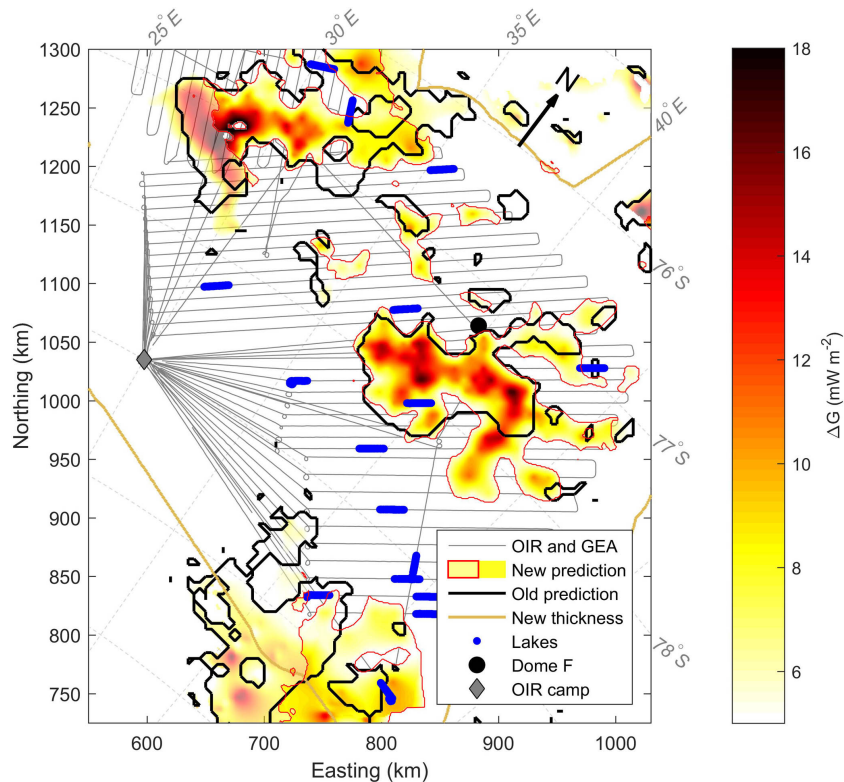 25°E
30°E
35°E
40°E
N
76°S
77°S
78°S
1300
1250
1200
1150
1100
1050
1000
950
900
850
800
750
Northing (km)
600
700
800
900
1000
Easting (km)
OIR and GEA
New prediction
Old prediction
New thickness
Lakes
Dome F
OIR camp
18
16
14
12
10
8
6
ΔG (mW m⁻²)